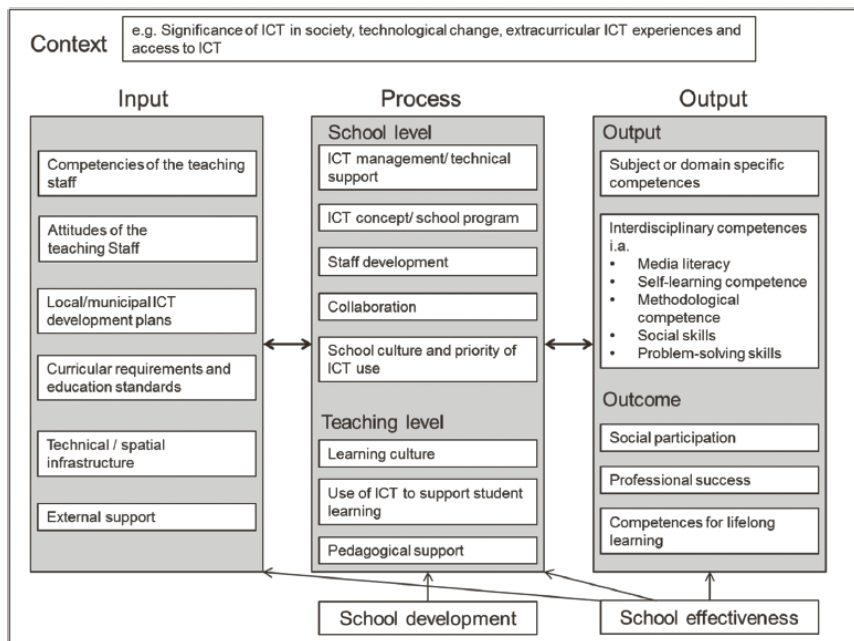 Context
e.g. Significance of ICT in society, technological change, extracurricular ICT experiences and
access to ICT
Input
Competencies of the teaching
staff
Attitudes of the
teaching Staff
Local/municipal ICT
development plans
Curricular requirements and
education standards
Technical / spatial
infrastructure
External support
Process
School level
ICT management/ technical
support
ICT concept/ school program
Staff development
Collaboration
School culture and priority of
ICT use
Teaching level
Learning culture
Use of ICT to support student
learning
Pedagogical support
Output
Output
Subject or domain specific
competences
Interdisciplinary competences
i.a.
• Media literacy
• Self-learning competence
• Methodological
competence
• Social skills
• Problem-solving skills
Outcome
Social participation
Professional success
Competences for lifelong
learning
School development
School effectiveness